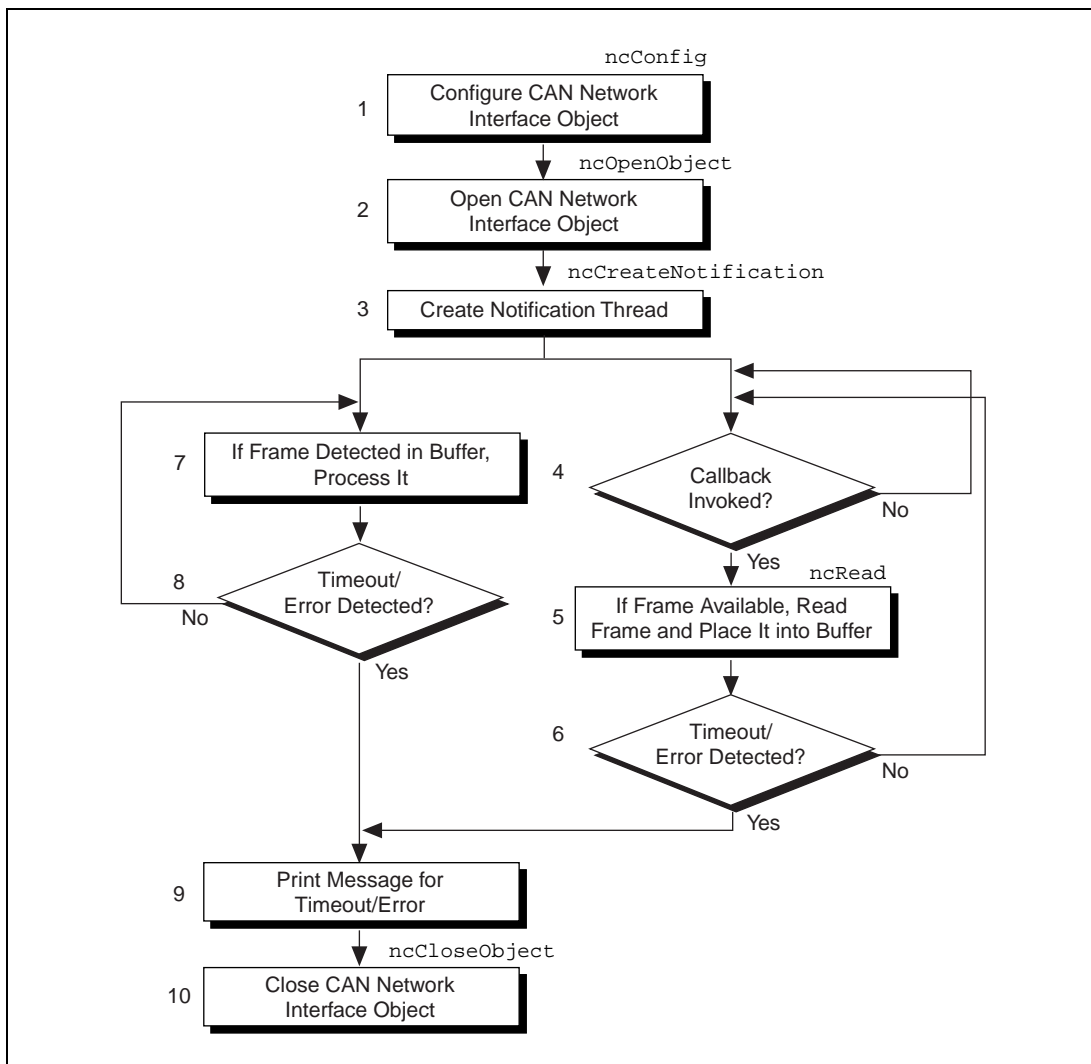 ncConfig
1
Configure CAN Network
Interface Object
ncOpenObject
2
Open CAN Network
Interface Object
ncCreateNotification
3
Create Notification Thread
7
If Frame Detected in Buffer,
Process It
8
Timeout/
Error Detected?
No
Yes
4
Callback
Invoked?
No
Yes
ncRead
5
If Frame Available, Read
Frame and Place It into Buffer
6
Timeout/
Error Detected?
No
Yes
9
Print Message for
Timeout/Error
ncCloseObject
10
Close CAN Network
Interface Object